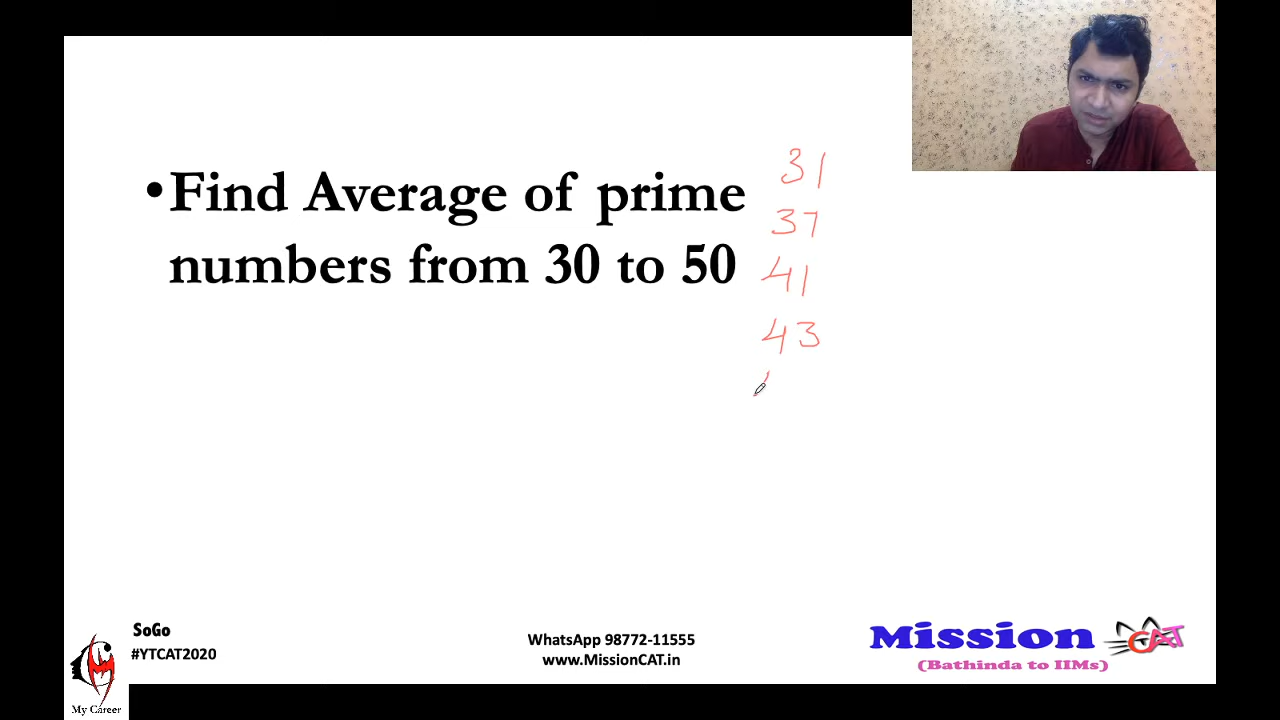 •Find Average of prime
numbers from 30 to 50
31
37
41
43
SoGo
#YTCAT2020
My Career
WhatsApp 98772-11555
www.MissionCAT.in
Mission CAT
(Bathinda to IIMs)